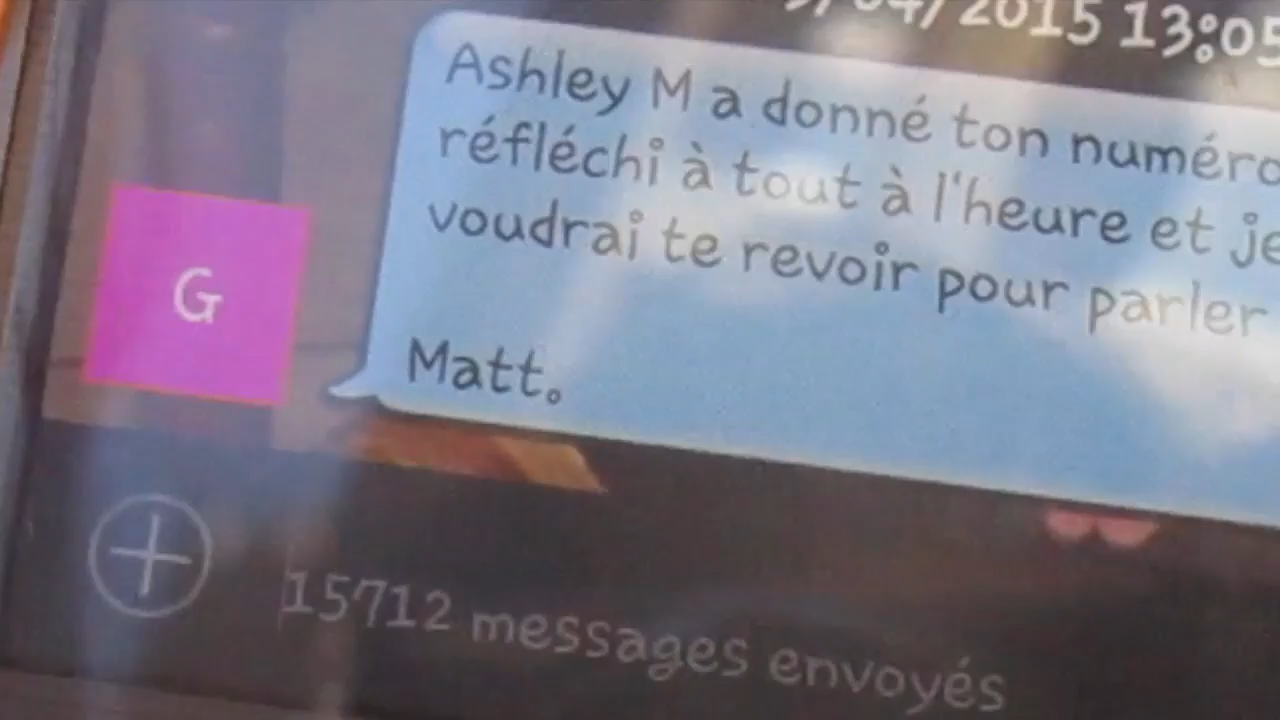 /04/2015 13:05
Ashley M a donné ton numéro
réfléchi à tout à l'heure et je
voudrai te revoir pour parler
G
Matt.
15712 messages envoyés